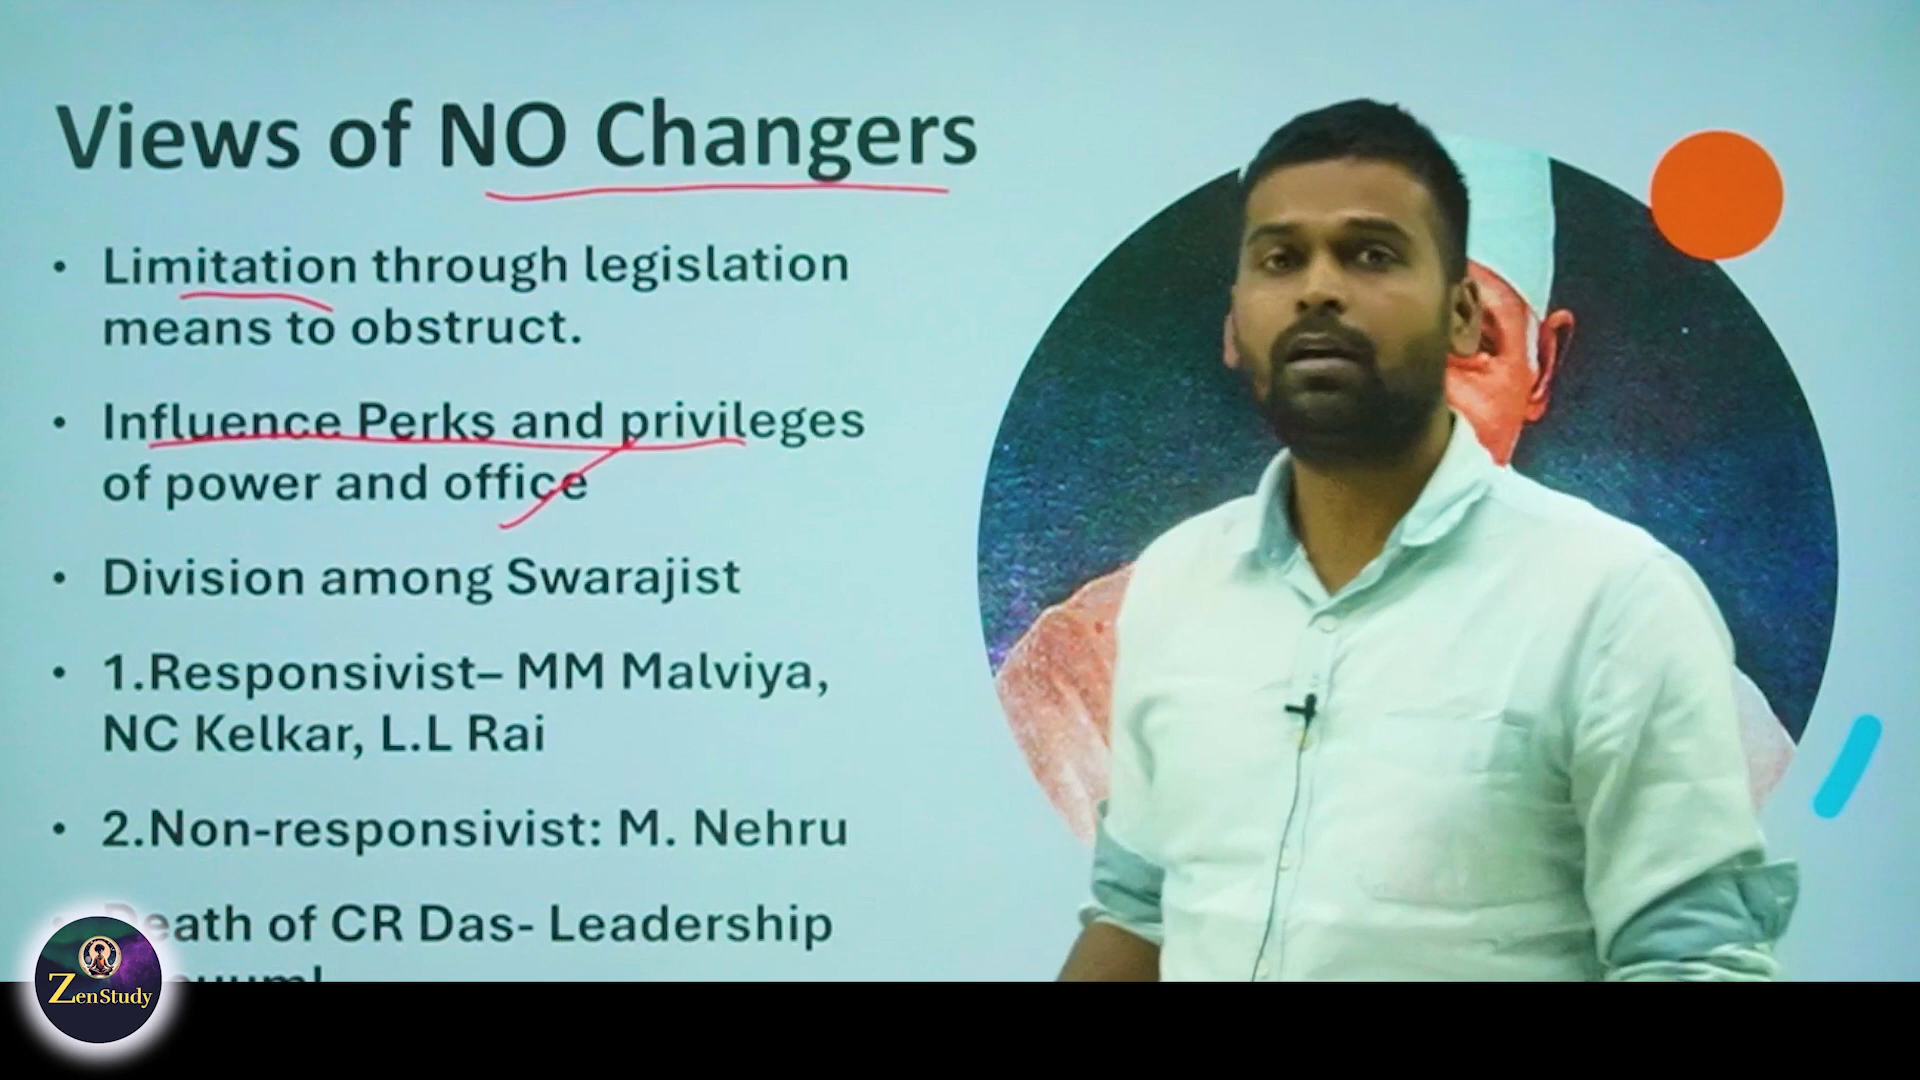 Views of NO Changers
• Limitation through legislation
means to obstruct.
• Influence Perks and privileges
of power and office
• Division among Swarajist
• 1.Responsivist– MM Malviya,
NC Kelkar, L.L Rai
• 2.Non-responsivist: M. Nehru
Death of CR Das- Leadership
ZenStudy